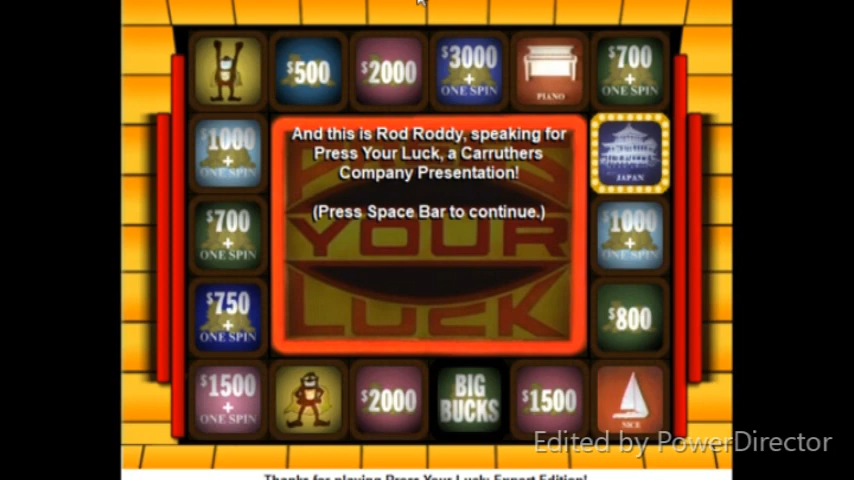 $500
$2000
$3000
+
ONE SPIN
PIANO
$700
+
ONE SPIN
$1000
+
ONE SPIN
And this is Rod Roddy, speaking for
Press Your Luck, a Carruthers
Company Presentation!
(Press Space Bar to continue.)
JAPAN
$700
+
ONE SPIN
YOUR
$1000
+
ONE SPIN
$750
+
ONE SPIN
LUCK
$800
$1500
+
ONE SPIN
$2000
BIG
BUCKS
$1500
NICE
Edited by PowerDirector
Thanks for playing Press Your Luck: Expert Edition!